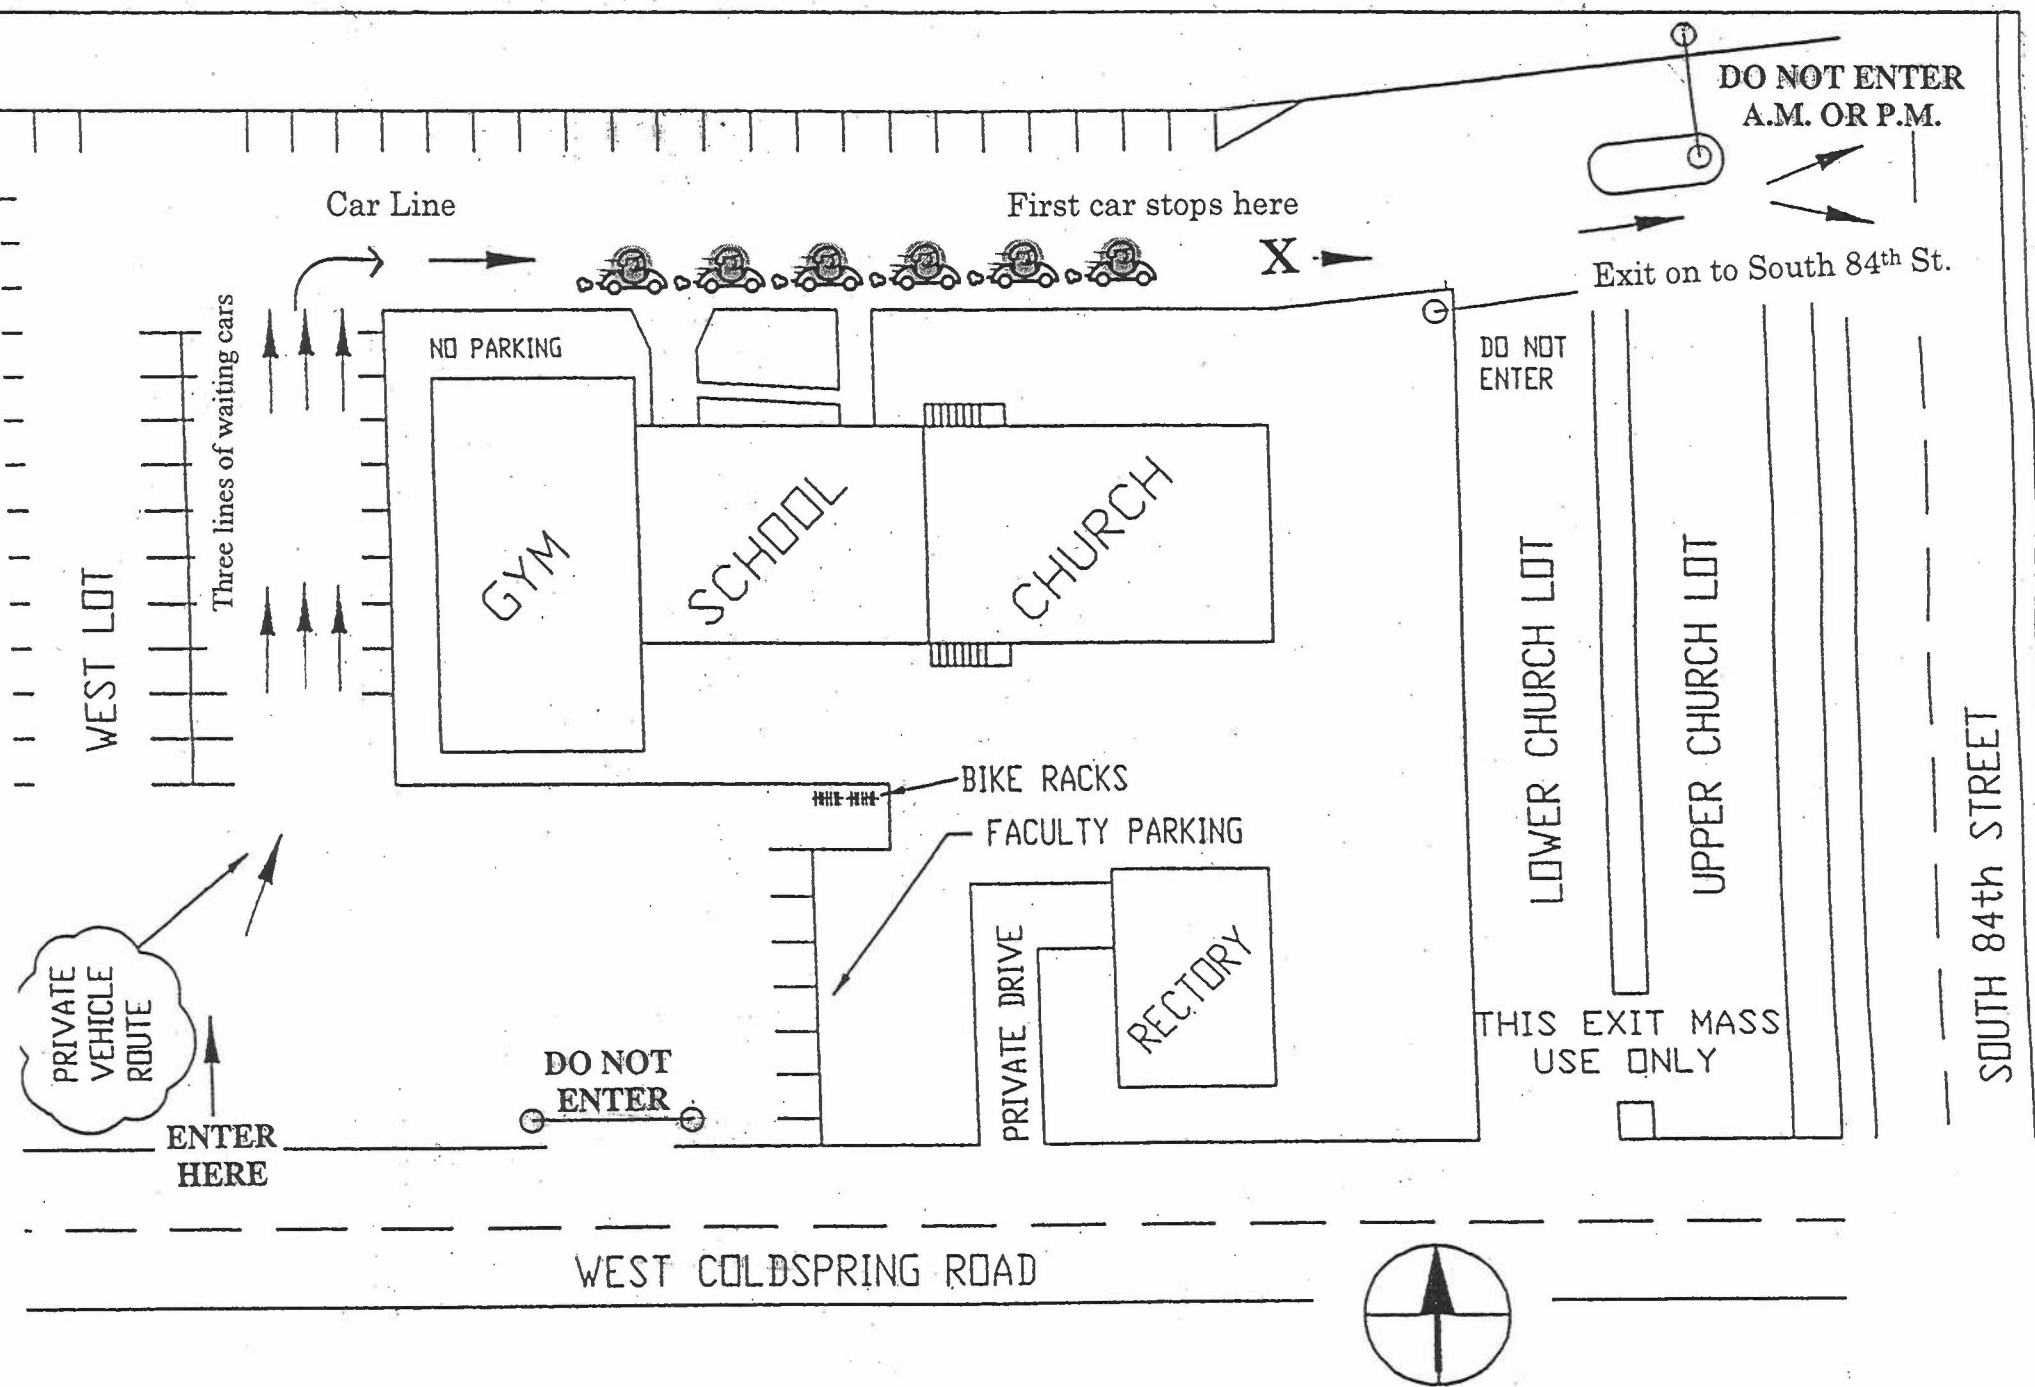 DO NOT ENTER
A.M. OR P.M.
Car Line
First car stops here
X
Exit on to South 84th St.
Three lines of waiting cars
NO PARKING
DO NOT
ENTER
GYM
SCHOOL
CHURCH
WEST LOT
LOWER CHURCH LOT
UPPER CHURCH LOT
SOUTH 84th STREET
BIKE RACKS
FACULTY PARKING
PRIVATE
VEHICLE
ROUTE
PRIVATE DRIVE
RECTORY
THIS EXIT MASS
USE ONLY
DO NOT
ENTER
ENTER
HERE
WEST COLDSPRING ROAD